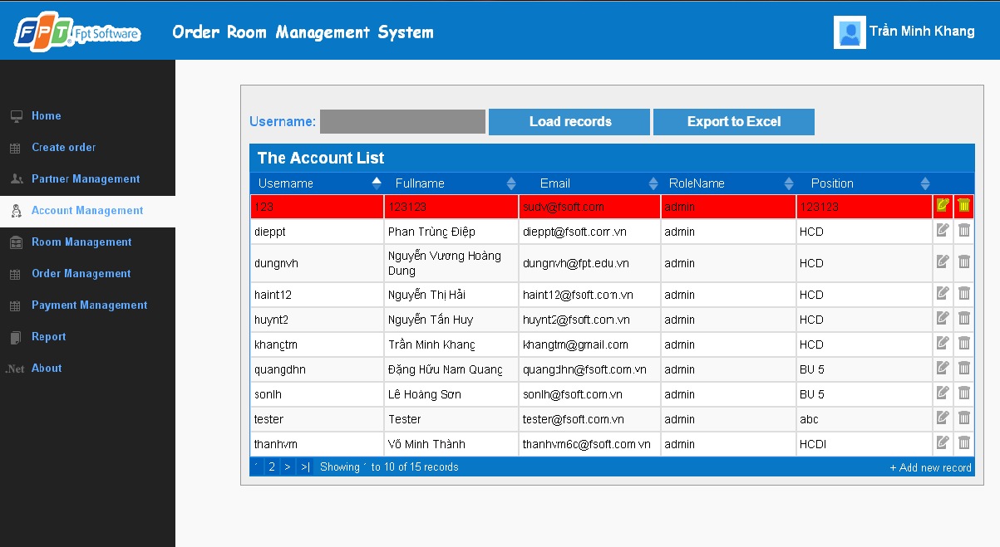 FPT Fpt Software
Order Room Management System
Trần Minh Khang
Home
Create order
Partner Management
Account Management
Room Management
Order Management
Payment Management
Report
.Net About
Username:
Load records
Export to Excel
The Account List
Username Fullname Email RoleName Position
123 123123 sudv@fsoft.com admin 123123
dieppt Phan Trùng Điệp dieppt@fsoft.com.vn admin HCD
dungnvh Nguyễn Vương Hoàng Dung dungnvh@fpt.edu.vn admin HCD
haint12 Nguyễn Thị Hải haint12@fsoft.com.vn admin HCD
huynt2 Nguyễn Tấn Huy huynt2@fsoft.com.vn admin HCD
khangtm Trần Minh Khang khangtm@gmail.com admin HCD
quangdhn Đặng Hữu Nam Quang quangdhn@fsoft.com.vn admin BU 5
sonlh Lê Hoàng Sơn sonlh@fsoft.com.vn admin BU 5
tester Tester tester@fsoft.com.vn admin abc
thanhvm Võ Minh Thành thanhvm6c@fsoft.com.vn admin HCDI
1 2 > >| Showing 1 to 10 of 15 records
+ Add new record